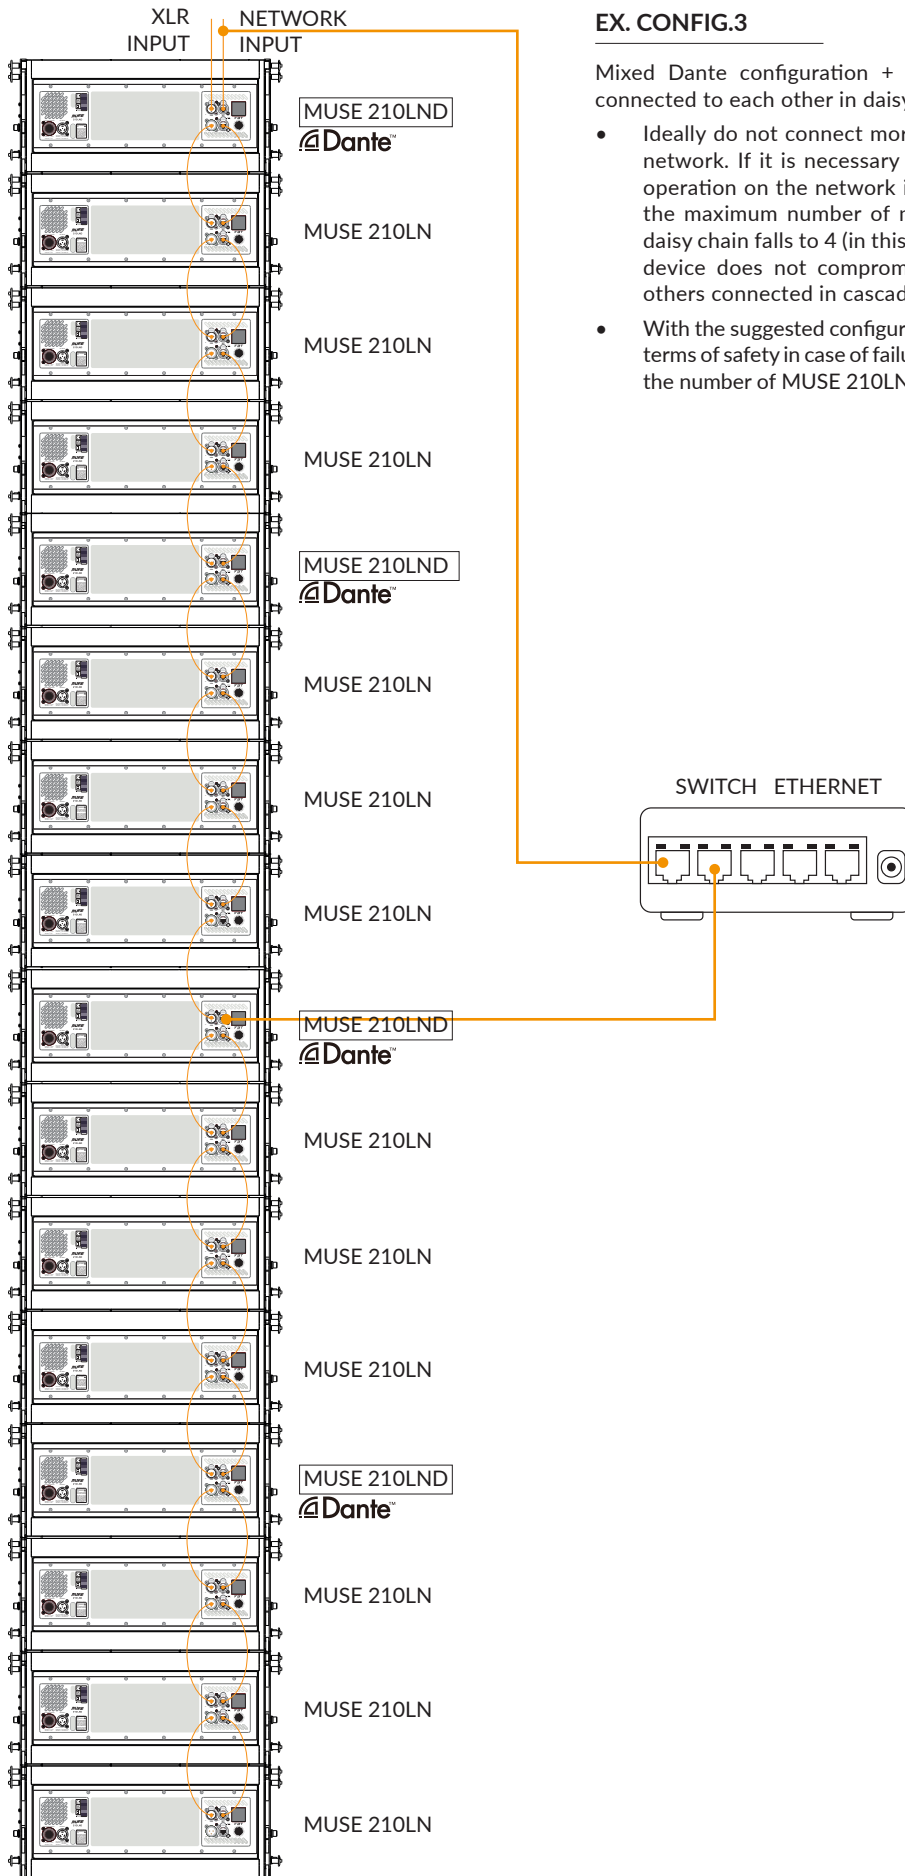 XLR
INPUT
NETWORK
INPUT
EX. CONFIG.3
Mixed Dante configuration +
connected to each other in daisy
• Ideally do not connect mor
network. If it is necessary
operation on the network i
the maximum number of
daisy chain falls to 4 (in this
device does not comprom
others connected in cascad
• With the suggested configur
terms of safety in case of failu
the number of MUSE 210LN
MUSE 210LND
Dante™
MUSE 210LN
MUSE 210LN
MUSE 210LN
MUSE 210LND
Dante™
MUSE 210LN
MUSE 210LN
MUSE 210LN
SWITCH ETHERNET
MUSE 210LND
Dante™
MUSE 210LN
MUSE 210LN
MUSE 210LN
MUSE 210LND
Dante™
MUSE 210LN
MUSE 210LN
MUSE 210LN